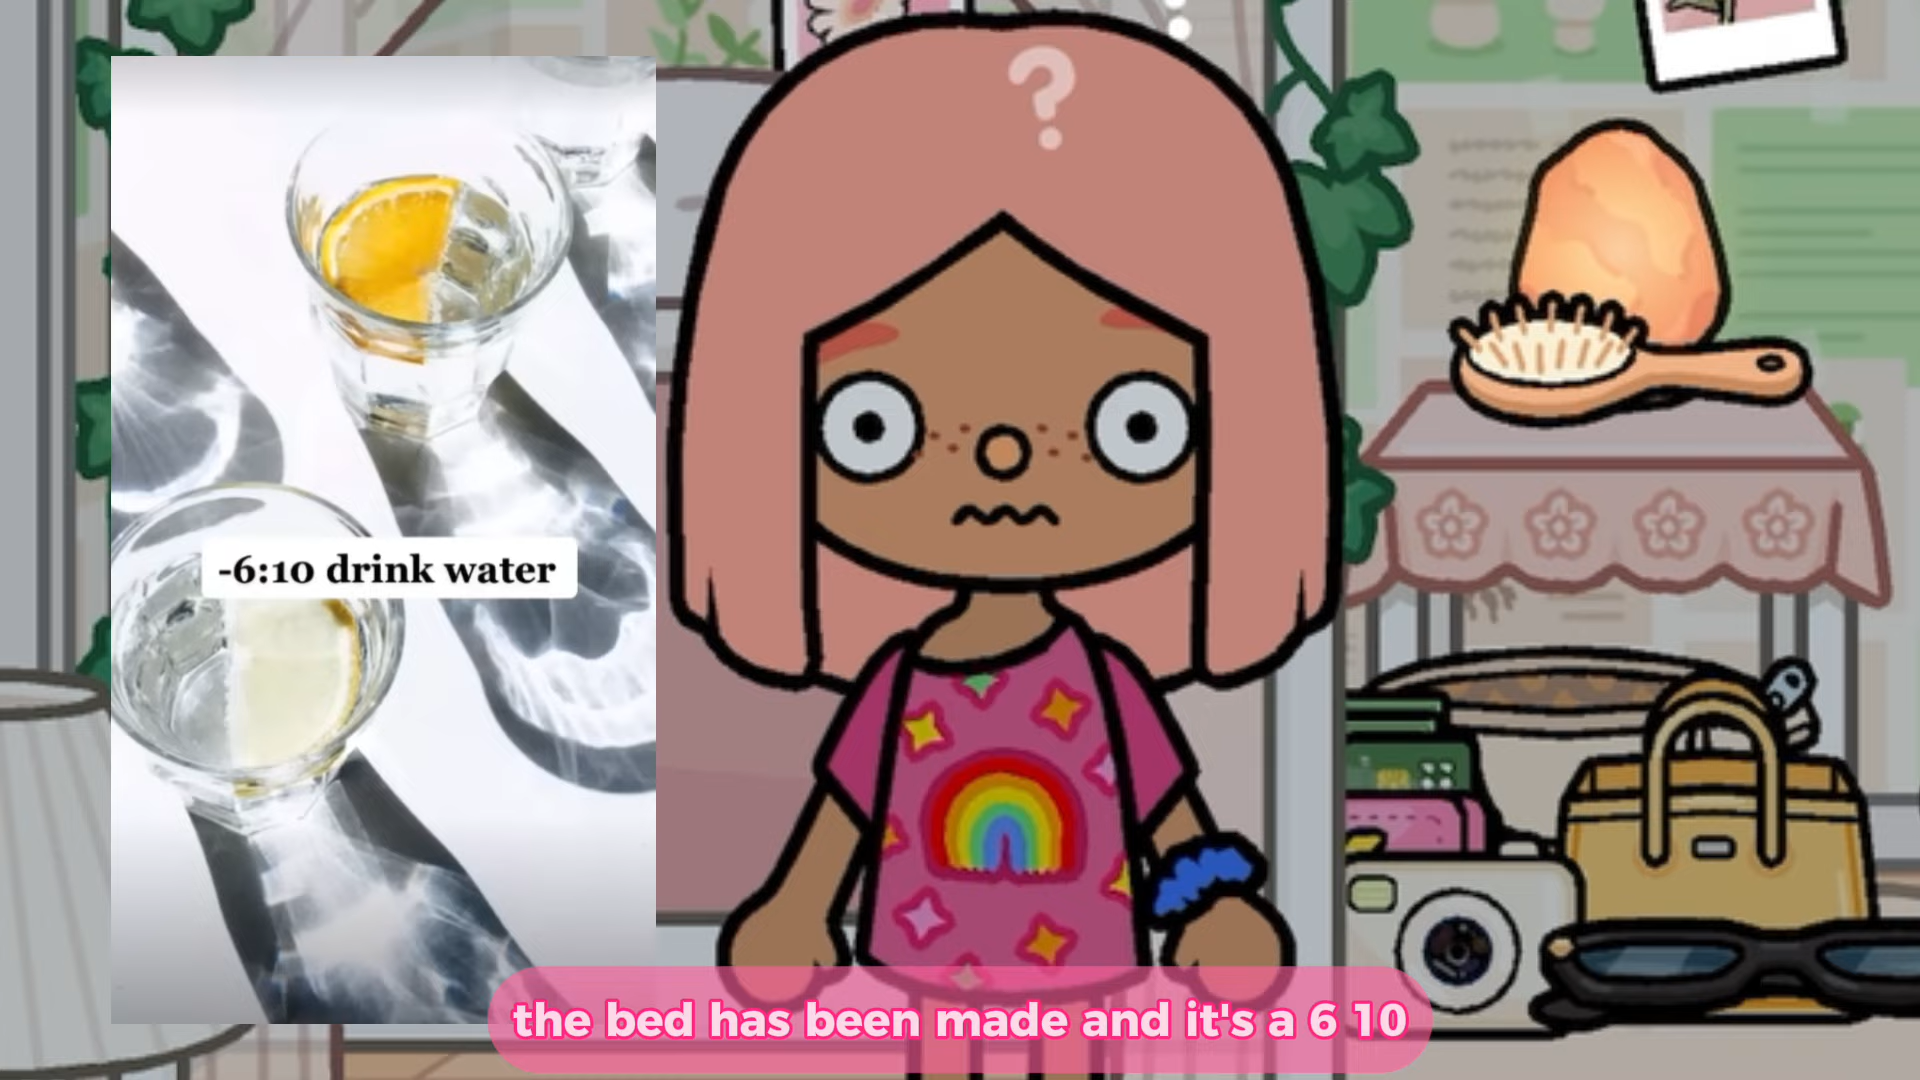 ?
-6:10 drink water
the bed has been made and it's a 6 10